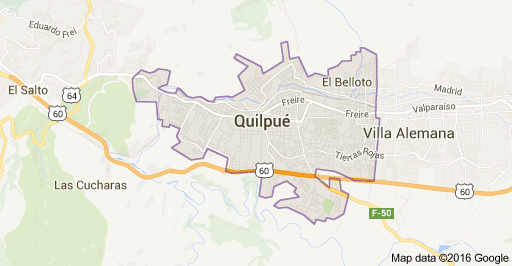 Eduardo Frei
El Salto
64
60
El Belloto
Madrid
Freire
Valparaíso
Freire
Quilpué
Villa Alemana
Tierras Rojas
60
Las Cucharas
60
F-50
Map data ©2016 Google